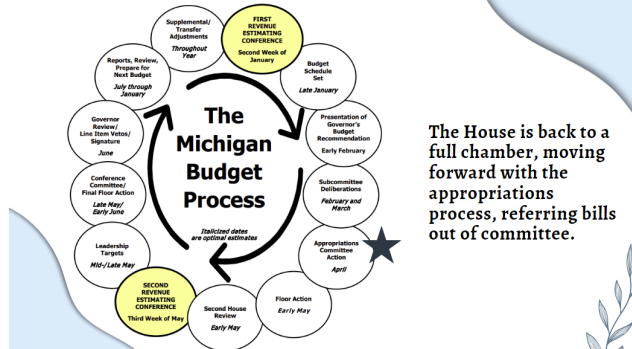 FIRST
REVENUE
ESTIMATING
CONFERENCE
Second Week of
January
Budget
Schedule
Set
Late January
Presentation of
Governor's
Budget
Recommendation
Early February
Subcommittee
Deliberations
February and
March
Appropriations
Committee
Action
April
Floor Action
Early May
Second House
Review
Early May
SECOND
REVENUE
ESTIMATING
CONFERENCE
Third Week of May
Leadership
Targets
Mid-/Late May
Conference
Committee/
Final Floor Action
Late May/
Early June
Governor
Review/
Line Item Vetos/
Signature
June
Reports, Review,
Prepare for
Next Budget
July through
January
Supplemental/
Transfer
Adjustments
Throughout
Year
The
Michigan
Budget
Process
Italicized dates
are optimal estimates
The House is back to a
full chamber, moving
forward with the
appropriations
process, referring bills
out of committee.